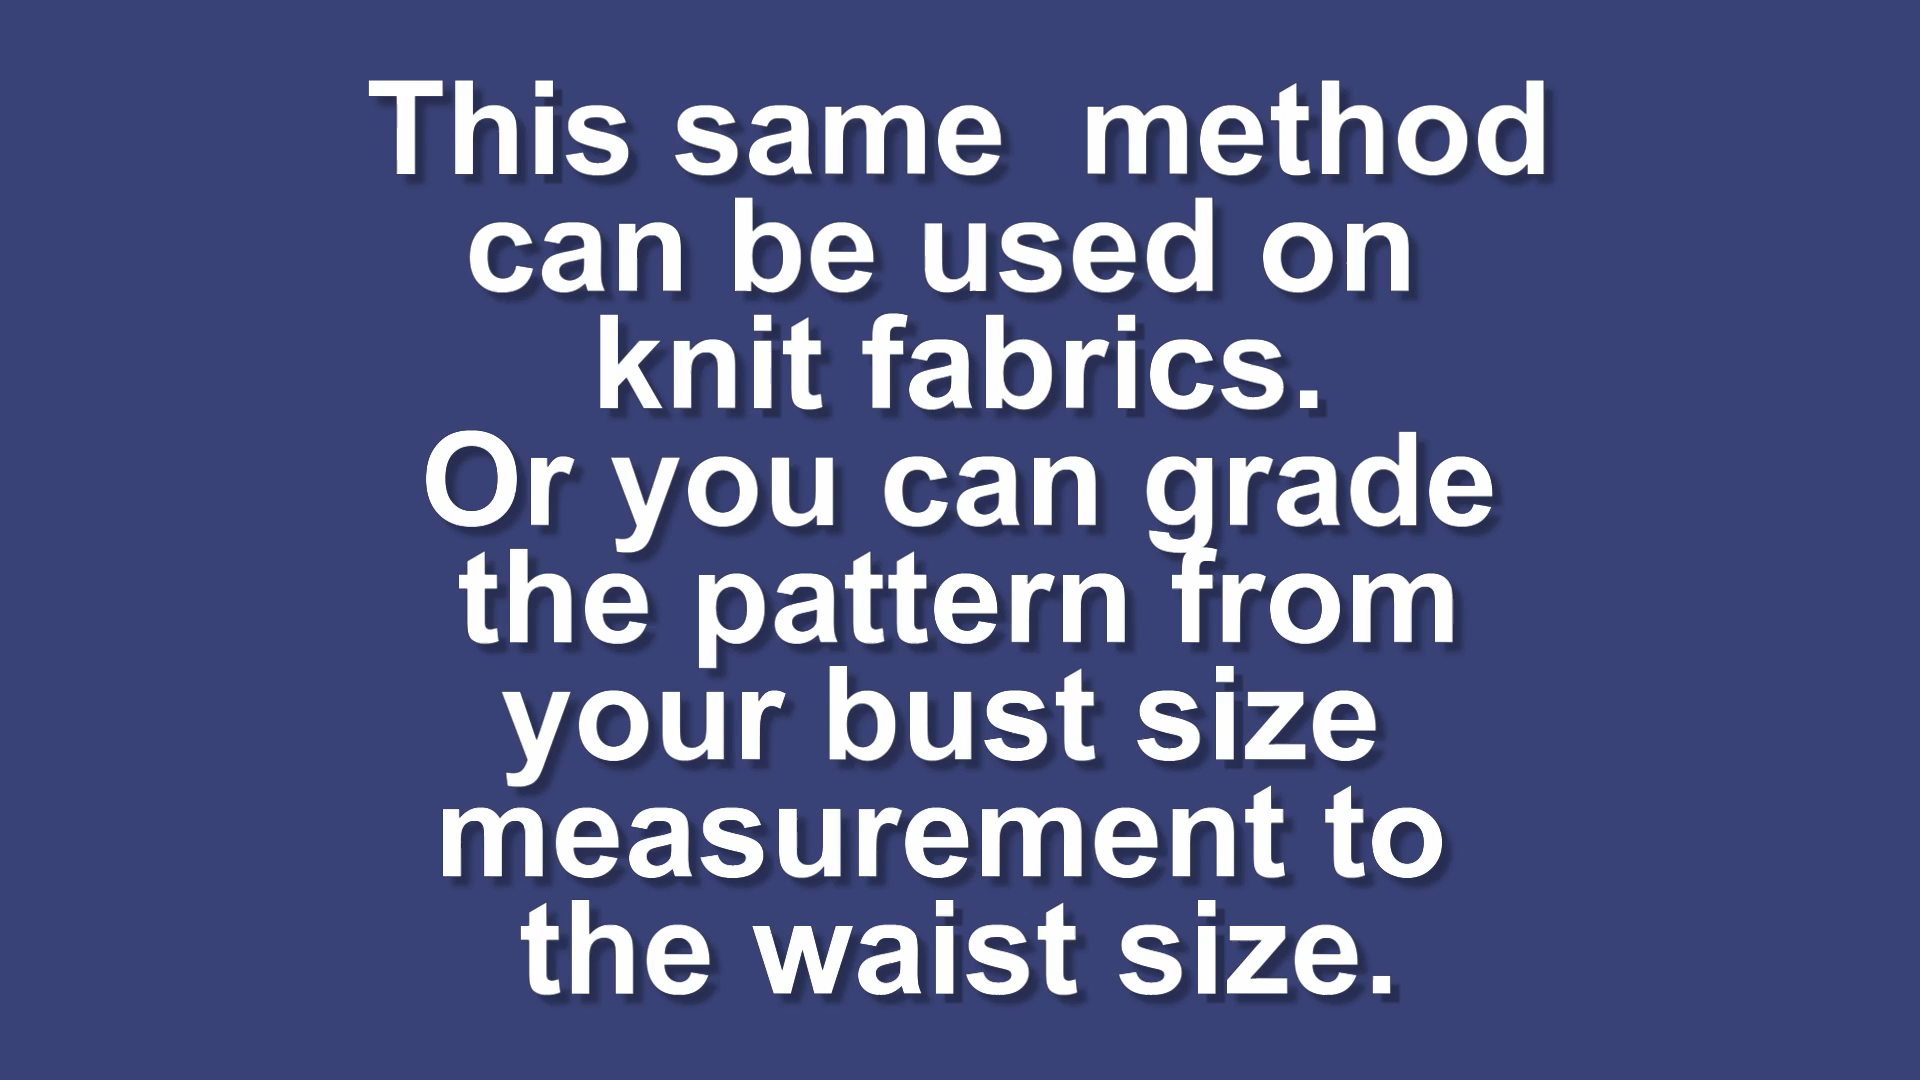 This same  method
can be used on
knit fabrics.
Or you can grade
the pattern from
your bust size
measurement to
the waist size.